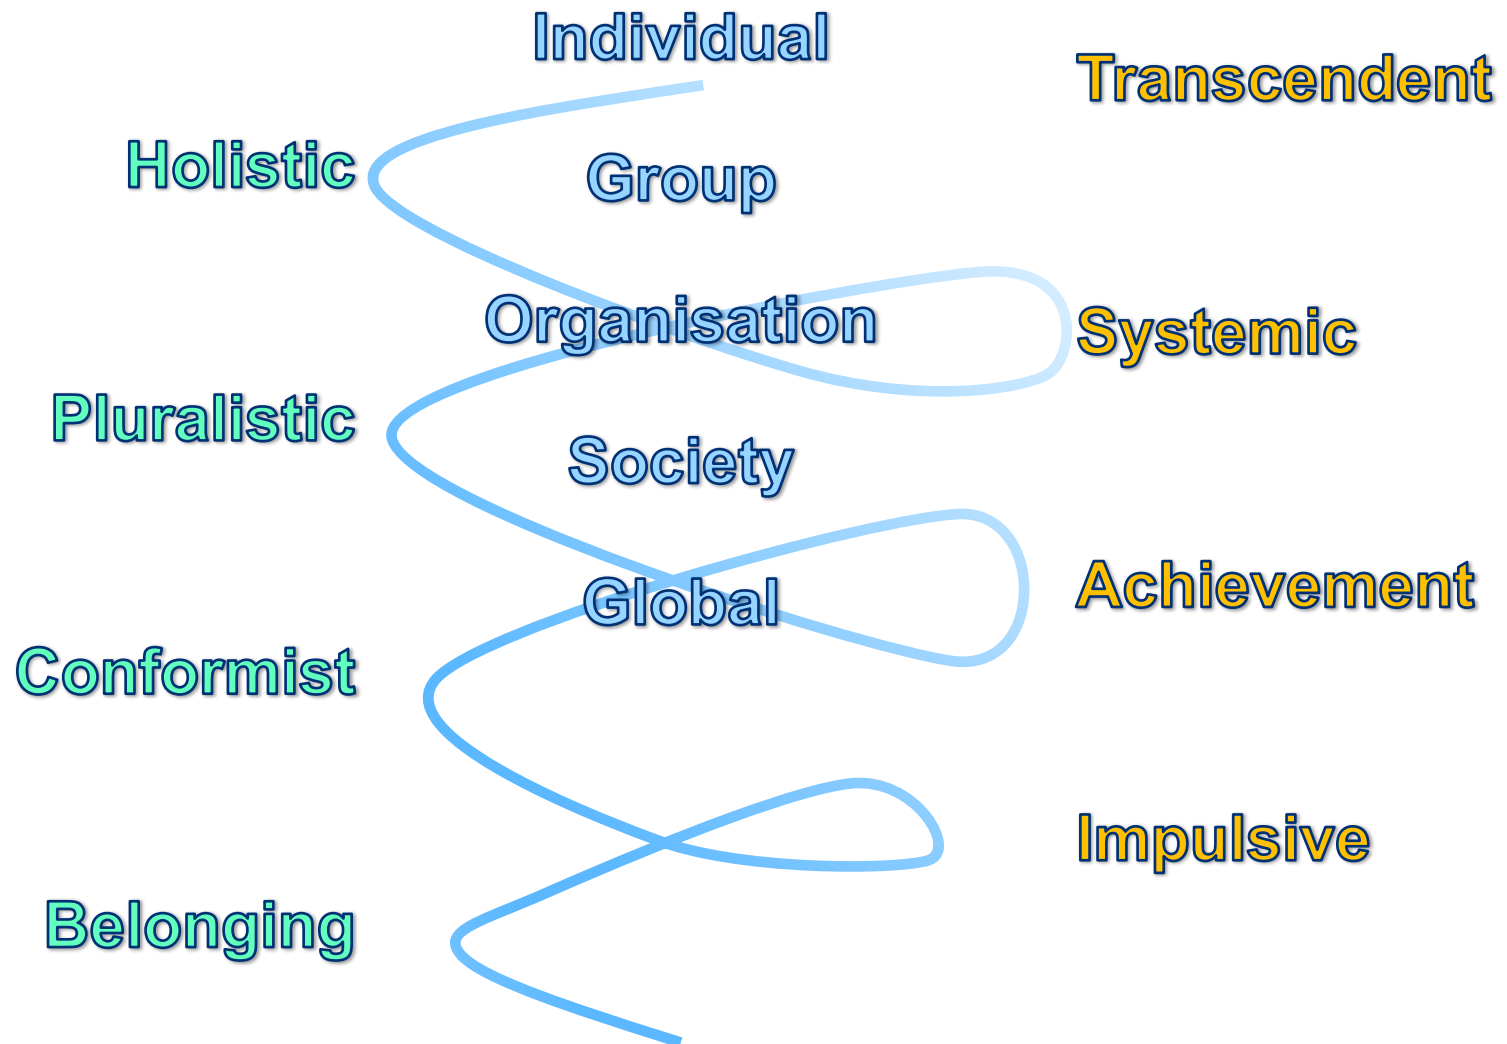 Individual
Transcendent
Holistic
Group
Organisation
Systemic
Pluralistic
Society
Achievement
Global
Conformist
Impulsive
Belonging